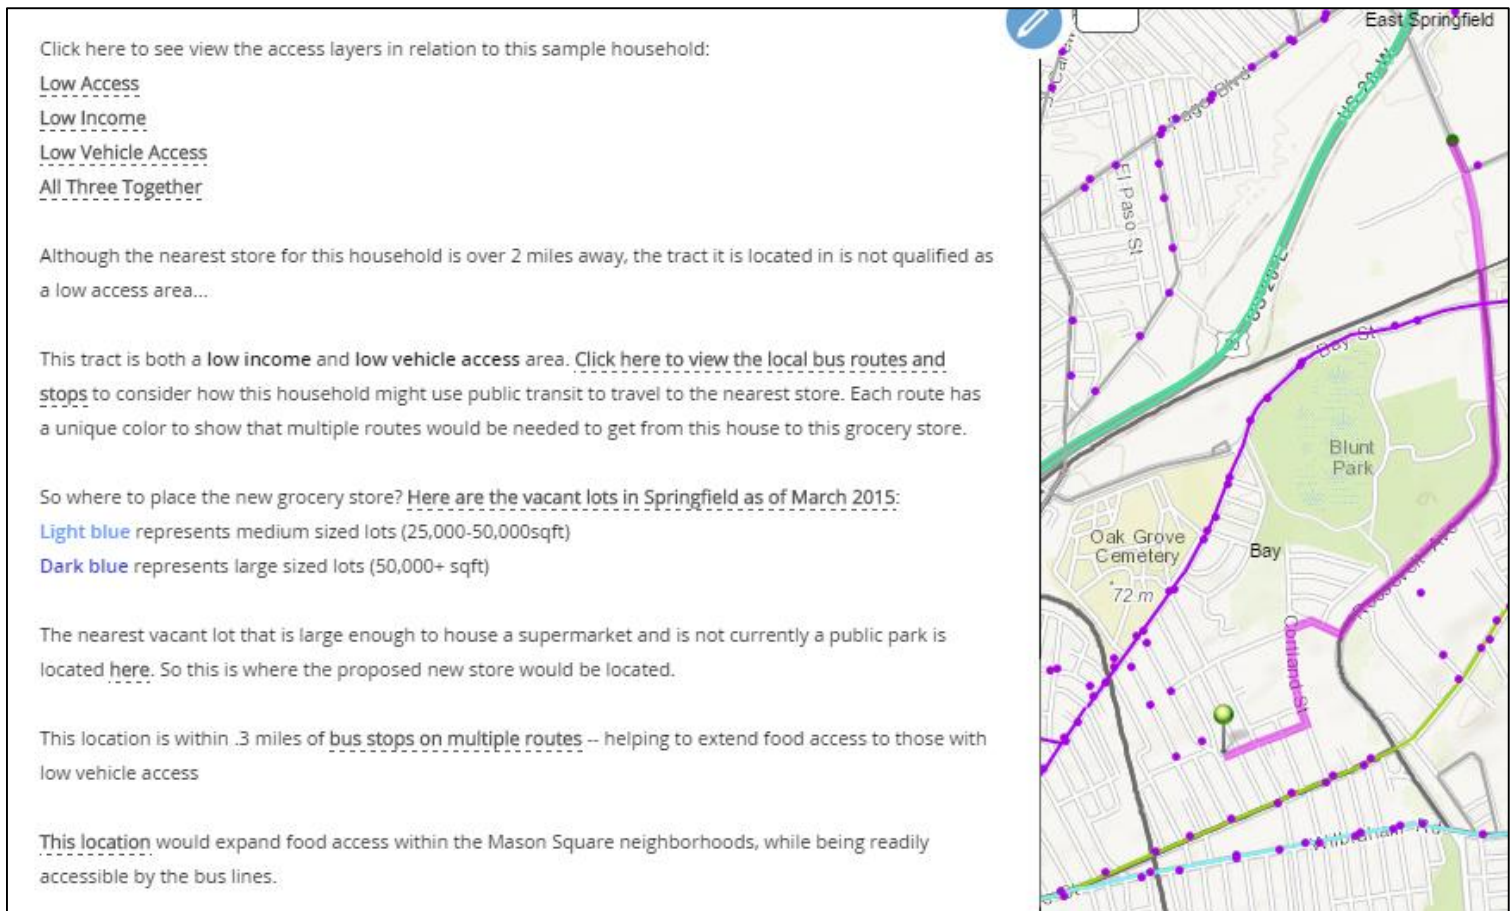 Click here to see view the access layers in relation to this sample household:
Low Access
Low Income
Low Vehicle Access
All Three Together
Although the nearest store for this household is over 2 miles away, the tract it is located in is not qualified as
a low access area...
This tract is both a low income and low vehicle access area. Click here to view the local bus routes and
stops to consider how this household might use public transit to travel to the nearest store. Each route has
a unique color to show that multiple routes would be needed to get from this house to this grocery store.
So where to place the new grocery store? Here are the vacant lots in Springfield as of March 2015:
Light blue represents medium sized lots (25,000-50,000sqft)
Dark blue represents large sized lots (50,000+ sqft)
The nearest vacant lot that is large enough to house a supermarket and is not currently a public park is
located here. So this is where the proposed new store would be located.
This location is within .3 miles of bus stops on multiple routes -- helping to extend food access to those with
low vehicle access
This location would expand food access within the Mason Square neighborhoods, while being readily
accessible by the bus lines.
East Springfield
Page Blvd
US-20-W
El Paso St
US-20-E
Bay St
Blunt
Park
Oak Grove
Cemetery
Bay
72 m
Roosevelt Ave
Cortland St
Wilbraham Rd